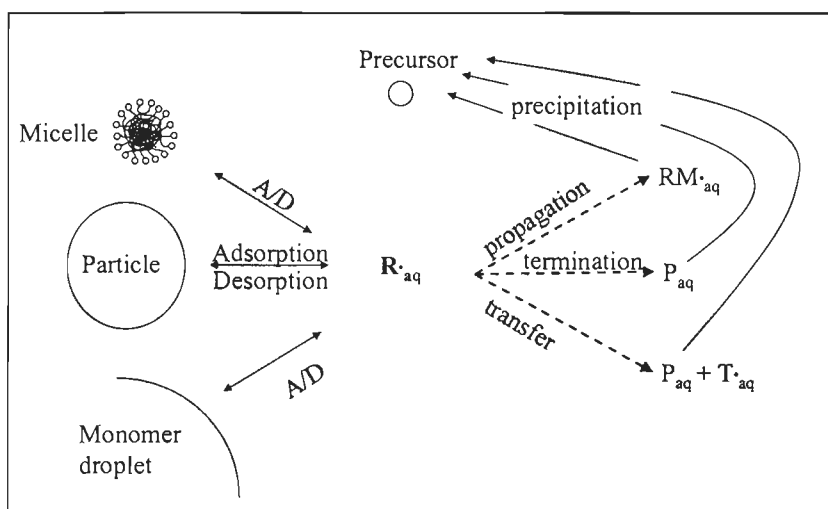 Precursor
precipitation
Micelle
A/D
propagation
RM·aq
Particle
Adsorption
Desorption
R·aq
termination
Paq
transfer
A/D
Paq + T·aq
Monomer
droplet